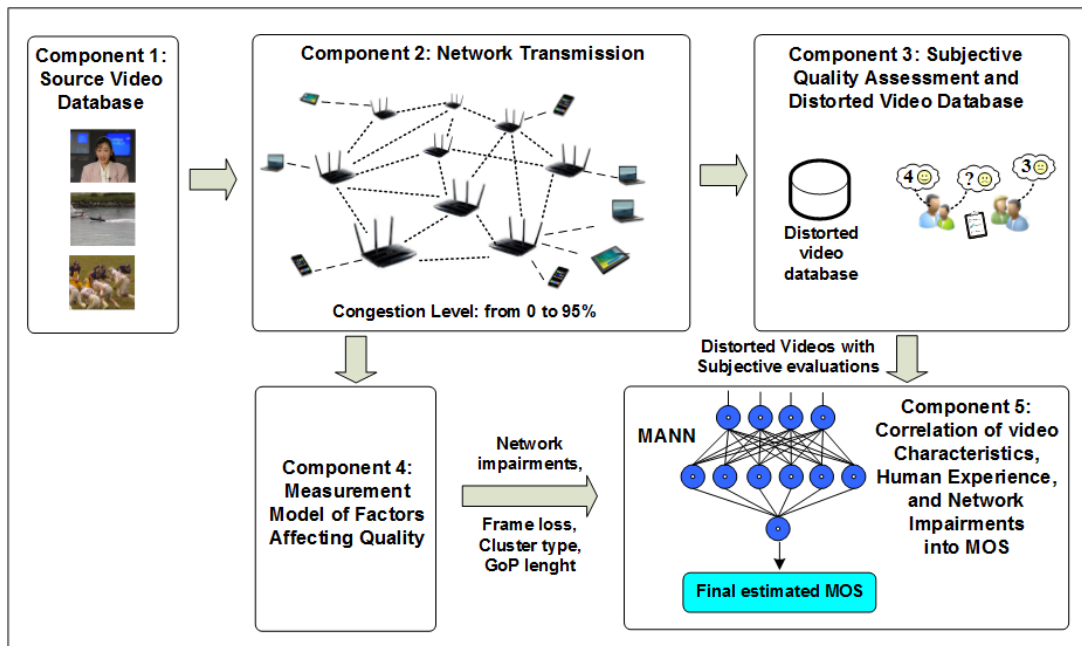 Component 1:
Source Video
Database
Component 2: Network Transmission
Congestion Level: from 0 to 95%
Component 3: Subjective
Quality Assessment and
Distorted Video Database
4
?
3
Distorted
video
database
Distorted Videos with
Subjective evaluations
Component 4:
Measurement
Model of Factors
Affecting Quality
Network
impairments,
Frame loss,
Cluster type,
GoP lenght
MANN
Component 5:
Correlation of video
Characteristics,
Human Experience,
and Network
Impairments
into MOS
Final estimated MOS